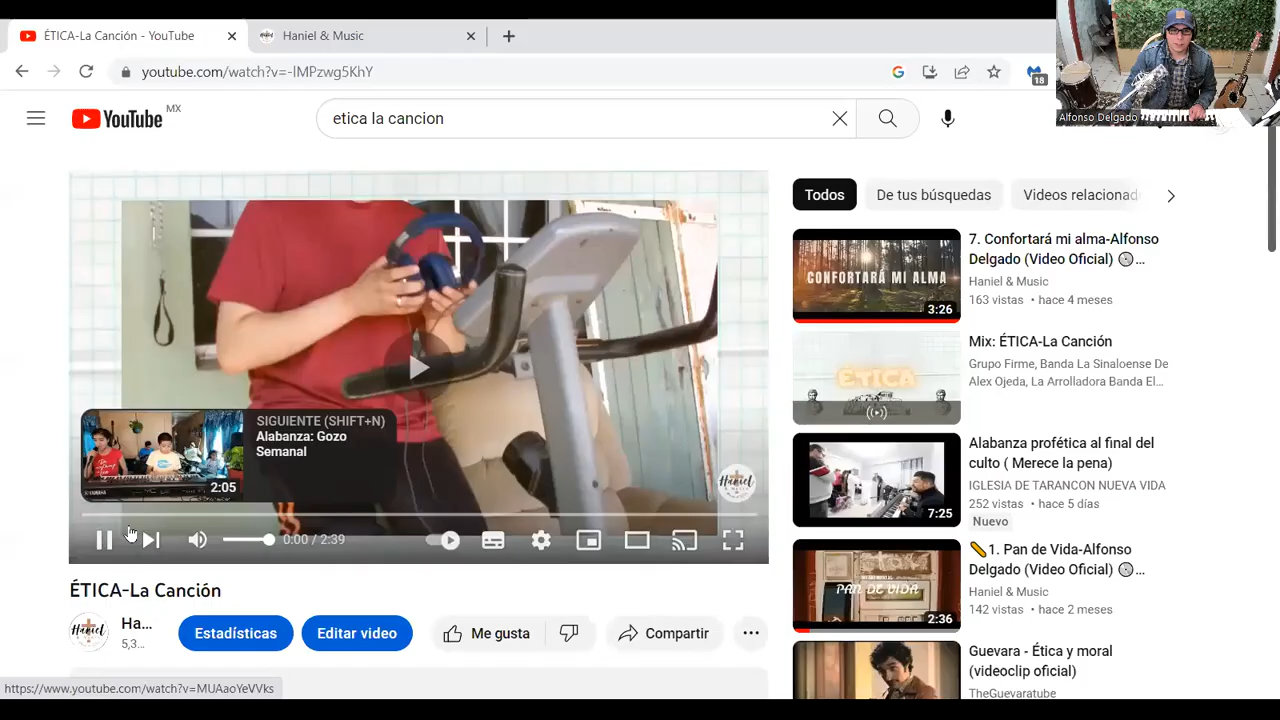 ÉTICA-La Canción - YouTube
Haniel & Music
youtube.com/watch?v=-lMPzwg5KhY
18
Alfonso Delgado
YouTube MX
etica la cancion
Todos
De tus búsquedas
Videos relacionad
SIGUIENTE (SHIFT+N)
Alabanza: Gozo
Semanal
2:05
Haniel
0:00 / 2:39
ÉTICA-La Canción
Haniel
Ha...
5,3...
Estadísticas
Editar video
Me gusta
Compartir
CONFORTARÁ MI ALMA
3:26
7. Confortará mi alma-Alfonso
Delgado (Video Oficial) ...
Haniel & Music
163 vistas • hace 4 meses
ÉTICA
Mix: ÉTICA-La Canción
Grupo Firme, Banda La Sinaloense De
Alex Ojeda, La Arrolladora Banda El...
7:25
Alabanza profética al final del
culto ( Merece la pena)
IGLESIA DE TARANCON NUEVA VIDA
252 vistas • hace 5 días
Nuevo
PAN DE VIDA
2:36
1. Pan de Vida-Alfonso
Delgado (Video Oficial) ...
Haniel & Music
142 vistas • hace 2 meses
Guevara - Ética y moral
(videoclip oficial)
TheGuevaratube
https://www.youtube.com/watch?v=MUAaoYeVVks